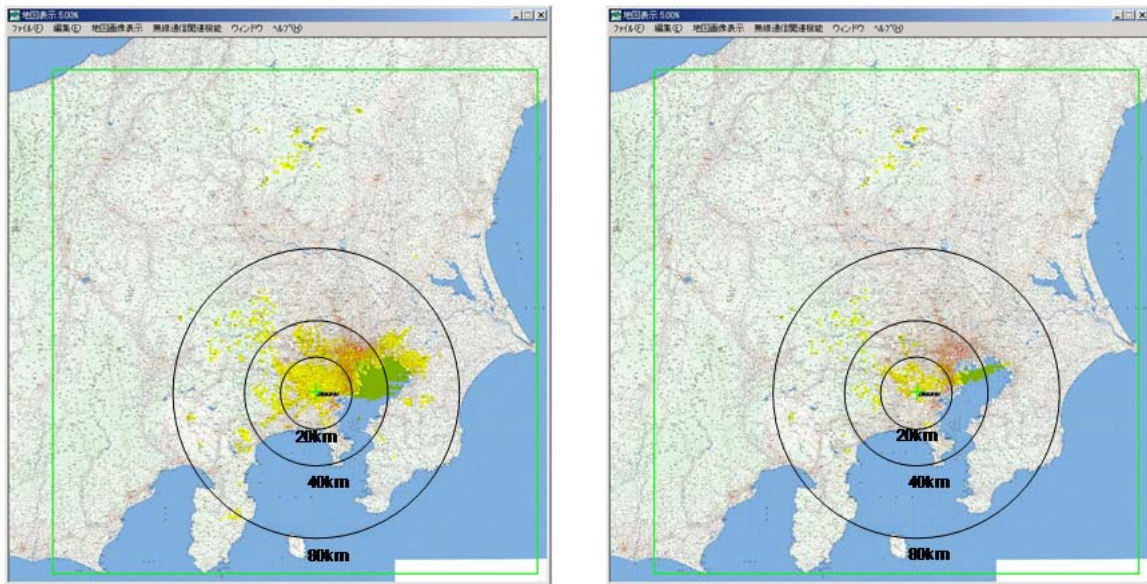 地図表示 5.00%
ファイル(F) 編集(E) 地図画像表示 無線通信関連機能 ウィンドウ ヘルプ(H)
20km
40km
80km
地図表示 5.00%
ファイル(F) 編集(E) 地図画像表示 無線通信関連機能 ウィンドウ ヘルプ(H)
20km
40km
80km